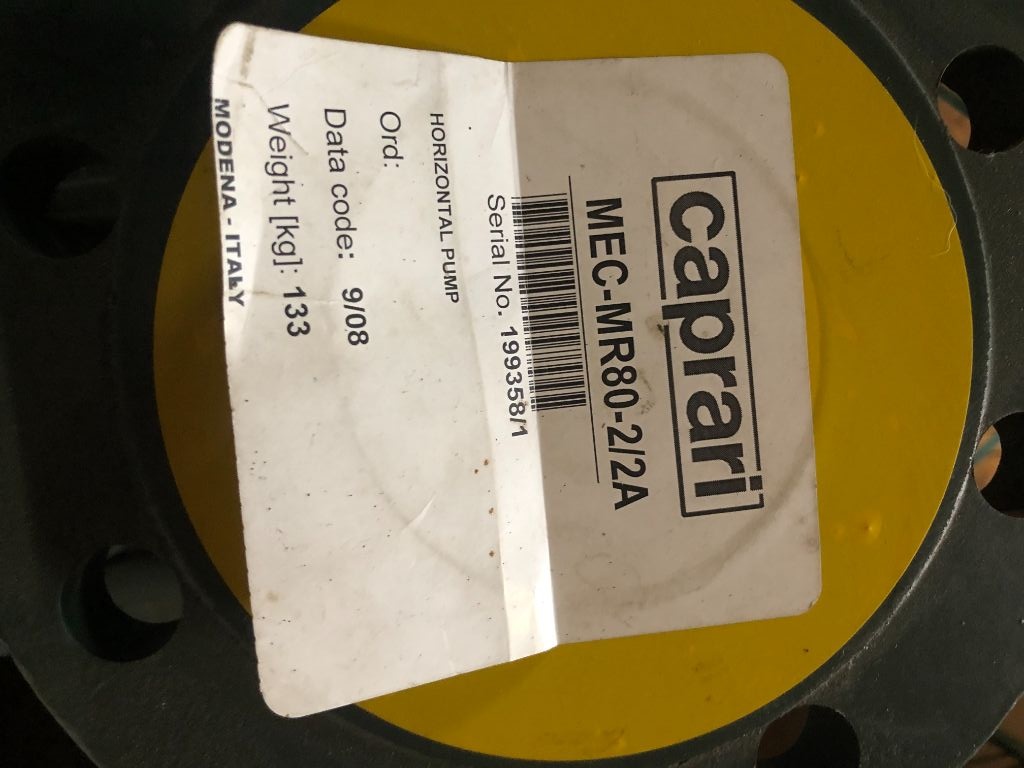 caprari
MEC-MR80-2/2A
Serial No. 199358/1
HORIZONTAL PUMP
Ord:
Data code: 9/08
Weight [kg]: 133
MODENA - ITALY